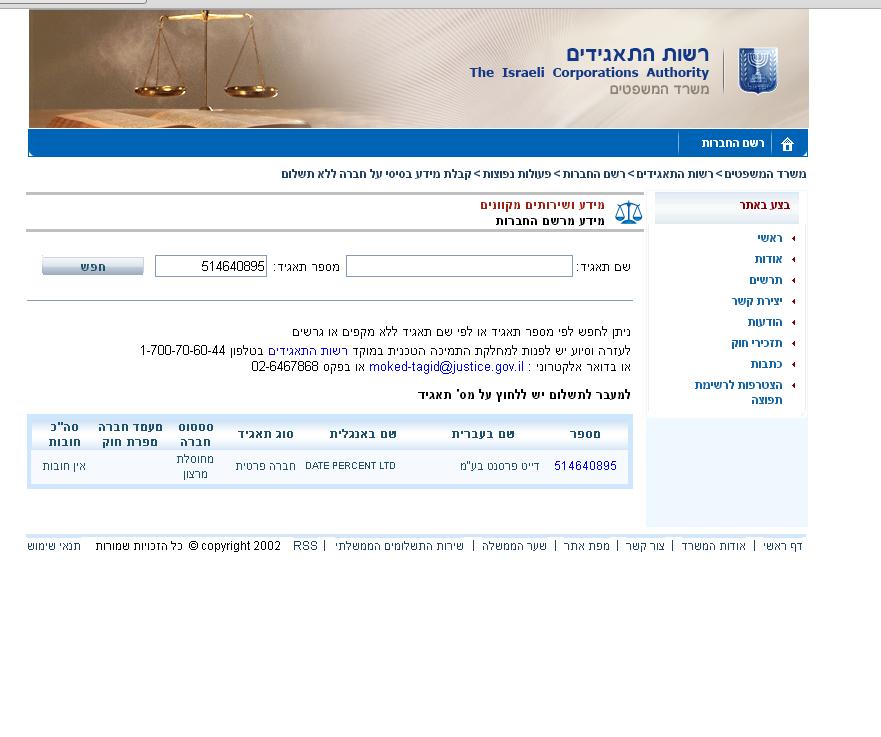 רשות התאגידים
The Israeli Corporations Authority
משרד המשפטים
רשם החברות
משרד המשפטים > רשות התאגידים > רשם החברות > פעולות נפוצות > קבלת מידע בסיסי על חברה ללא תשלום
בצע באתר
ראשי
אודות
תרשים
יצירת קשר
הודעות
תזכירי חוק
כתבות
הצטרפות לרשימת
תפוצה
מידע ושירותים מקוונים
מידע מרשם החברות
שם תאגיד: מספר תאגיד: 514640895 חפש
ניתן לחפש לפי מספר תאגיד או לפי שם תאגיד ללא מקפים או גרשים
לעזרה וסיוע יש לפנות למחלקת התמיכה הטכנית במוקד רשות התאגידים בטלפון 1-700-70-60-44
או בדואר אלקטרוני : moked-tagid@justice.gov.il או בפקס 02-6467868
למעבר לתשלום יש ללחוץ על מס' תאגיד
מספר שם בעברית שם באנגלית סוג תאגיד סטטוס חברה מעמד חברה מפרת חוק סה"כ חובות
514640895 דייט פרסנט בע"מ DATE PERCENT LTD חברה פרטית מחוסלת מרצון אין חובות
דף ראשי | אודות המשרד | צור קשר | מפת אתר | שער הממשלה | שירות התשלומים הממשלתי | RSS copyright 2002 © כל הזכויות שמורות תנאי שימוש